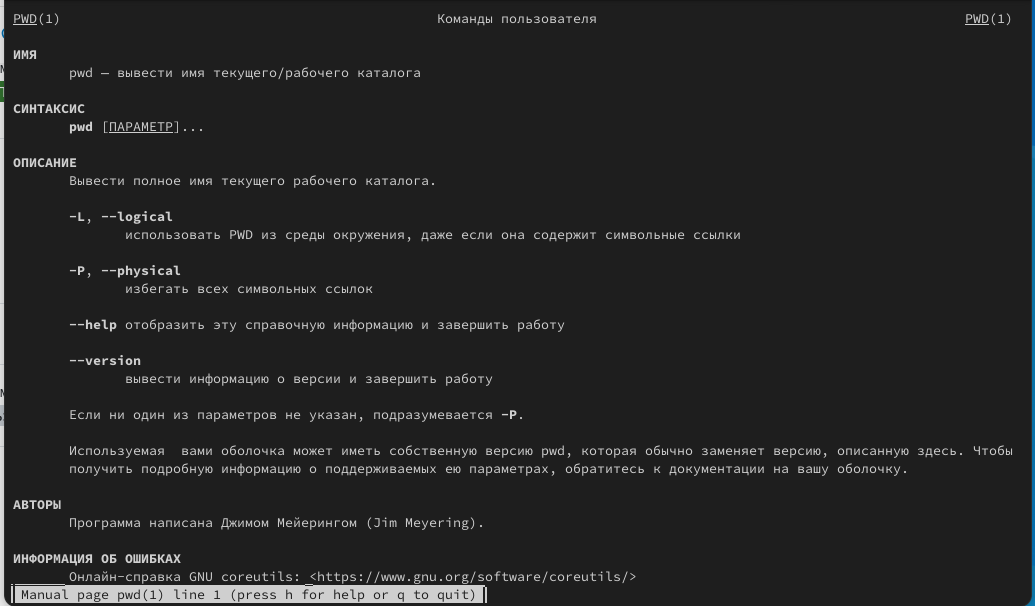 PWD(1) Команды пользователя PWD(1)
ИМЯ
pwd — вывести имя текущего/рабочего каталога
СИНТАКСИС
pwd [ПАРАМЕТР]...
ОПИСАНИЕ
Вывести полное имя текущего рабочего каталога.
-L, --logical
использовать PWD из среды окружения, даже если она содержит символьные ссылки
-P, --physical
избегать всех символьных ссылок
--help отобразить эту справочную информацию и завершить работу
--version
вывести информацию о версии и завершить работу
Если ни один из параметров не указан, подразумевается -P.
Используемая  вами оболочка может иметь собственную версию pwd, которая обычно заменяет версию, описанную здесь. Чтобы
получить подробную информацию о поддерживаемых ею параметрах, обратитесь к документации на вашу оболочку.
АВТОРЫ
Программа написана Джимом Мейерингом (Jim Meyering).
ИНФОРМАЦИЯ ОБ ОШИБКАХ
Онлайн-справка GNU coreutils: <https://www.gnu.org/software/coreutils/>
Manual page pwd(1) line 1 (press h for help or q to quit)